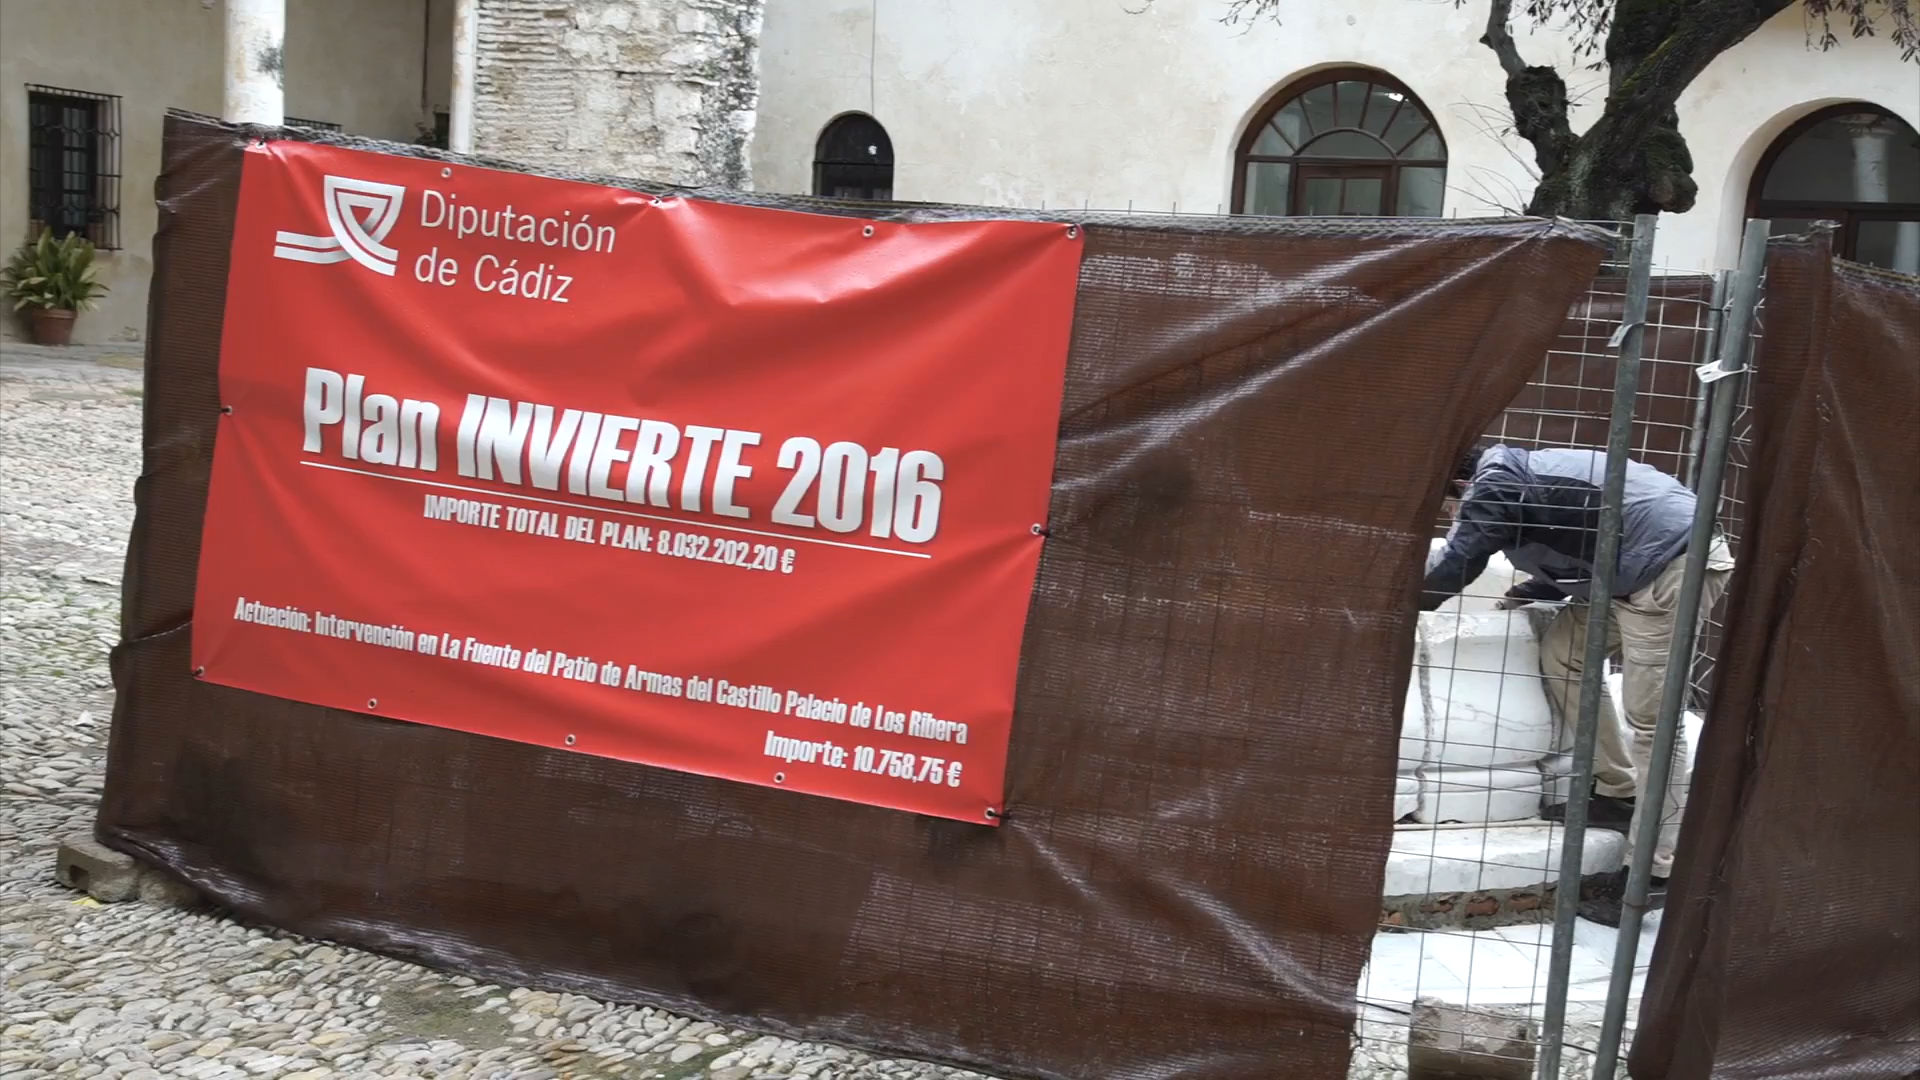 Diputación
de Cádiz
Plan INVIERTE 2016
IMPORTE TOTAL DEL PLAN: 8.032.202,20 €
Actuación: Intervención en La Fuente del Patio de Armas del Castillo Palacio de Los Ribera
Importe: 10.758,75 €